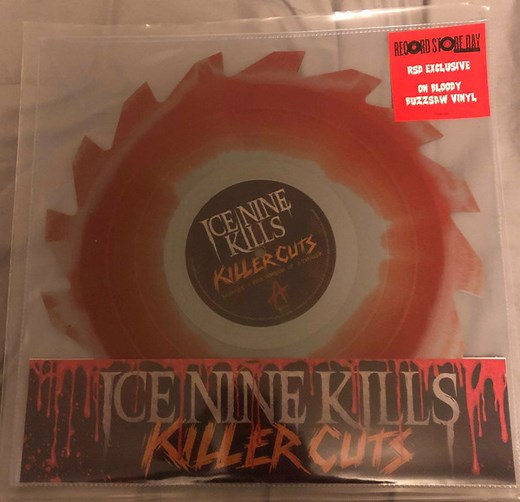 RECORD STORE DAY
RSD EXCLUSIVE
ON BLOODY
BUZZSAW VINYL
ICE NINE
KILLS
KILLER CUTS
ICE NINE KILLS
KILLER CUTS